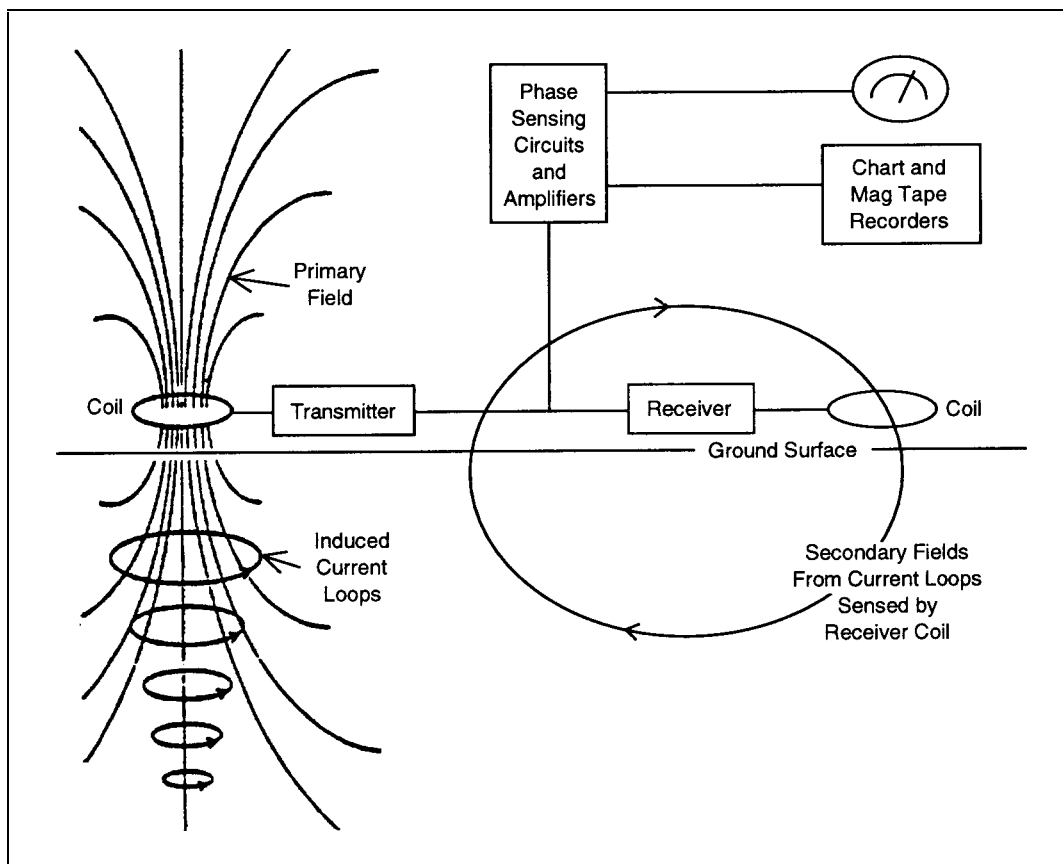 Phase
Sensing
Circuits
and
Amplifiers
Chart and
Mag Tape
Recorders
Primary
Field
Coil
Transmitter
Receiver
Coil
Ground Surface
Induced
Current
Loops
Secondary Fields
From Current Loops
Sensed by
Receiver Coil